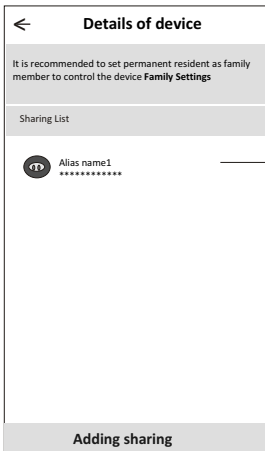 Details of device
It is recommended to set permanent resident as family
member to control the device Family Settings
Sharing List
Alias name1
************
Adding sharing